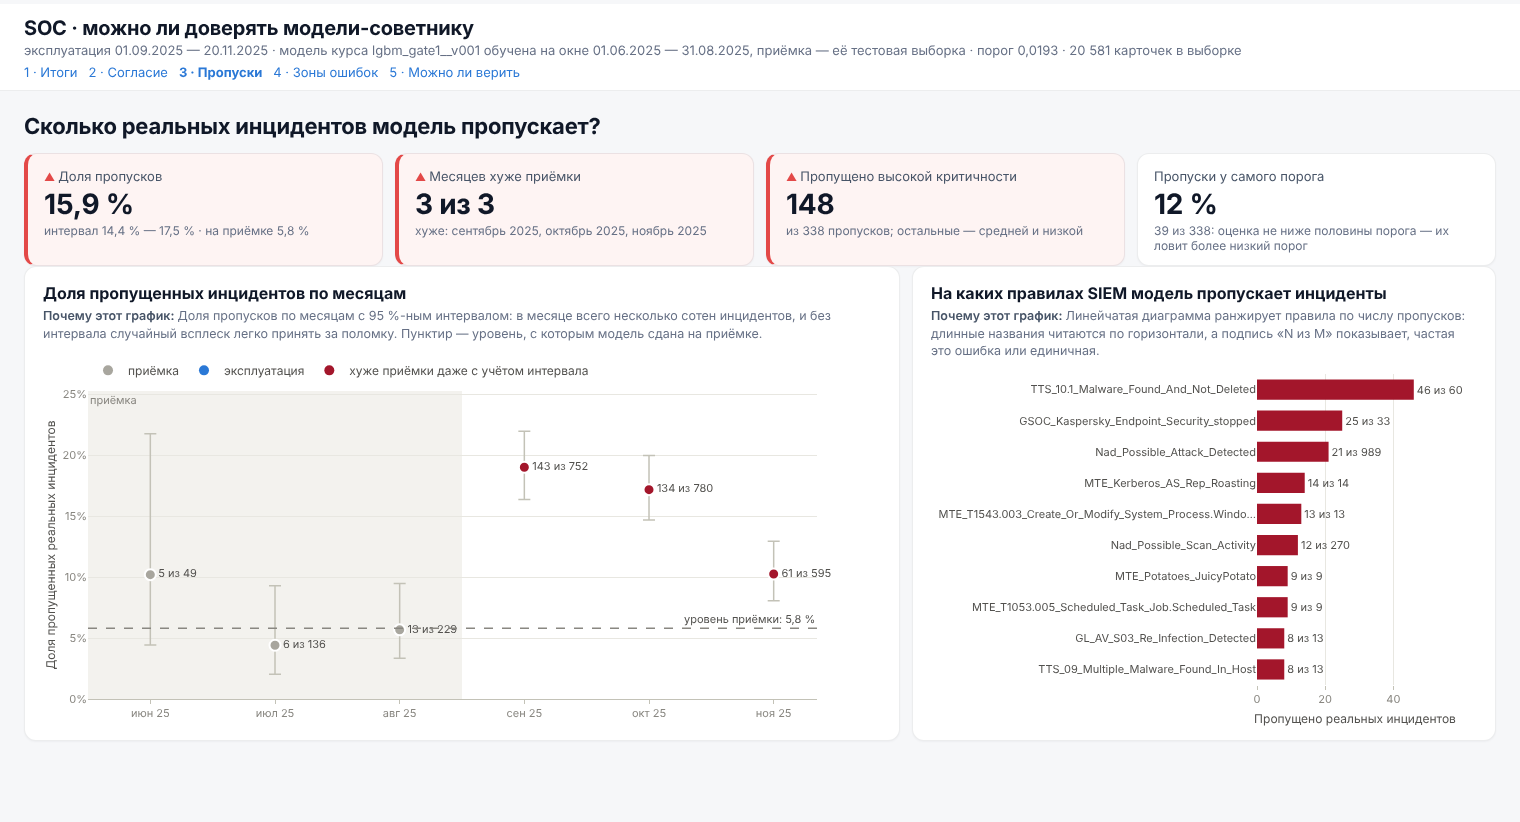 SOC · можно ли доверять модели-советнику
эксплуатация 01.09.2025 — 20.11.2025 · модель курса lgbm_gate1__v001 обучена на окне 01.06.2025 — 31.08.2025, приёмка — её тестовая выборка · порог 0,0193 · 20 581 карточек в выборке
1 · Итоги 2 · Согласие 3 · Пропуски 4 · Зоны ошибок 5 · Можно ли верить
Сколько реальных инцидентов модель пропускает?
▲ Доля пропусков
15,9 %
интервал 14,4 % — 17,5 % · на приёмке 5,8 %
▲ Месяцев хуже приёмки
3 из 3
хуже: сентябрь 2025, октябрь 2025, ноябрь 2025
▲ Пропущено высокой критичности
148
из 338 пропусков; остальные — средней и низкой
Пропуски у самого порога
12 %
39 из 338: оценка не ниже половины порога — их
ловит более низкий порог
Доля пропущенных инцидентов по месяцам
Почему этот график: Доля пропусков по месяцам с 95 %-ным интервалом: в месяце всего несколько сотен инцидентов, и без
интервала случайный всплеск легко принять за поломку. Пунктир — уровень, с которым модель сдана на приёмке.
приёмка эксплуатация хуже приёмки даже с учётом интервала
Доля пропущенных реальных инцидентов
25%
20%
15%
10%
5%
0%
приёмка
5 из 49
6 из 136
13 из 229
143 из 752
134 из 780
61 из 595
уровень приёмки: 5,8 %
июн 25 июл 25 авг 25 сен 25 окт 25 ноя 25
На каких правилах SIEM модель пропускает инциденты
Почему этот график: Линейчатая диаграмма ранжирует правила по числу пропусков:
длинные названия читаются по горизонтали, а подпись «N из M» показывает, частая
это ошибка или единичная.
TTS_10.1_Malware_Found_And_Not_Deleted 46 из 60
GSOC_Kaspersky_Endpoint_Security_stopped 25 из 33
Nad_Possible_Attack_Detected 21 из 989
MTE_Kerberos_AS_Rep_Roasting 14 из 14
MTE_T1543.003_Create_Or_Modify_System_Process.Windo… 13 из 13
Nad_Possible_Scan_Activity 12 из 270
MTE_Potatoes_JuicyPotato 9 из 9
MTE_T1053.005_Scheduled_Task_Job.Scheduled_Task 9 из 9
GL_AV_S03_Re_Infection_Detected 8 из 13
TTS_09_Multiple_Malware_Found_In_Host 8 из 13
0 20 40
Пропущено реальных инцидентов